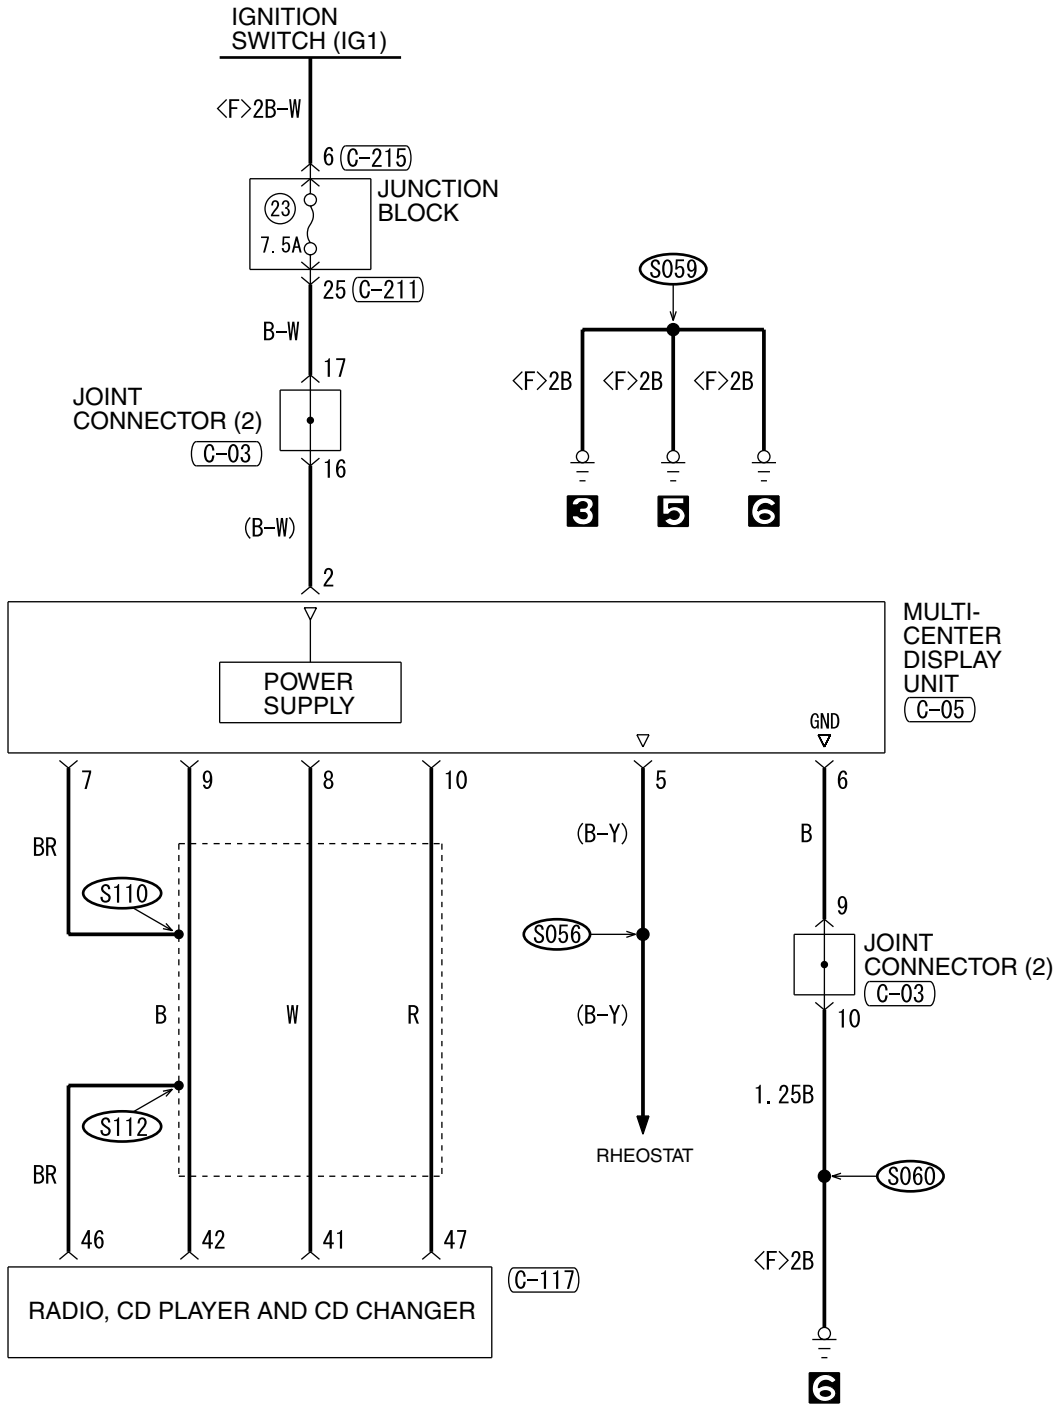 IGNITION
SWITCH (IG1)
<F>2B-W
6 C-215
JUNCTION
BLOCK
23
7.5A
25 C-211
B-W
17
JOINT
CONNECTOR (2)
C-03
16
(B-W)
2
S059
<F>2B <F>2B <F>2B
3 5 6
MULTI-
CENTER
DISPLAY
UNIT
C-05
POWER
SUPPLY
GND
7 9 8 10 5 6
BR
(B-Y)
B
S110
9
S056
JOINT
CONNECTOR (2)
C-03
B W R
(B-Y)
10
1.25B
S112
RHEOSTAT
BR
S060
46 42 41 47
<F>2B
C-117
RADIO, CD PLAYER AND CD CHANGER
6